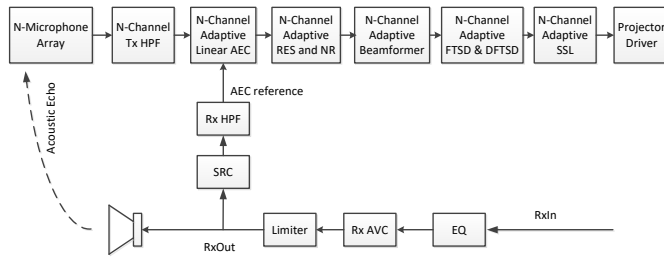 N-Microphone
Array
N-Channel
Tx HPF
N-Channel
Adaptive
Linear AEC
N-Channel
Adaptive
RES and NR
N-Channel
Adaptive
Beamformer
N-Channel
Adaptive
FTSD & DFTSD
N-Channel
Adaptive
SSL
Projector
Driver
AEC reference
Acoustic Echo
Rx HPF
SRC
RxIn
Limiter
Rx AVC
EQ
RxOut